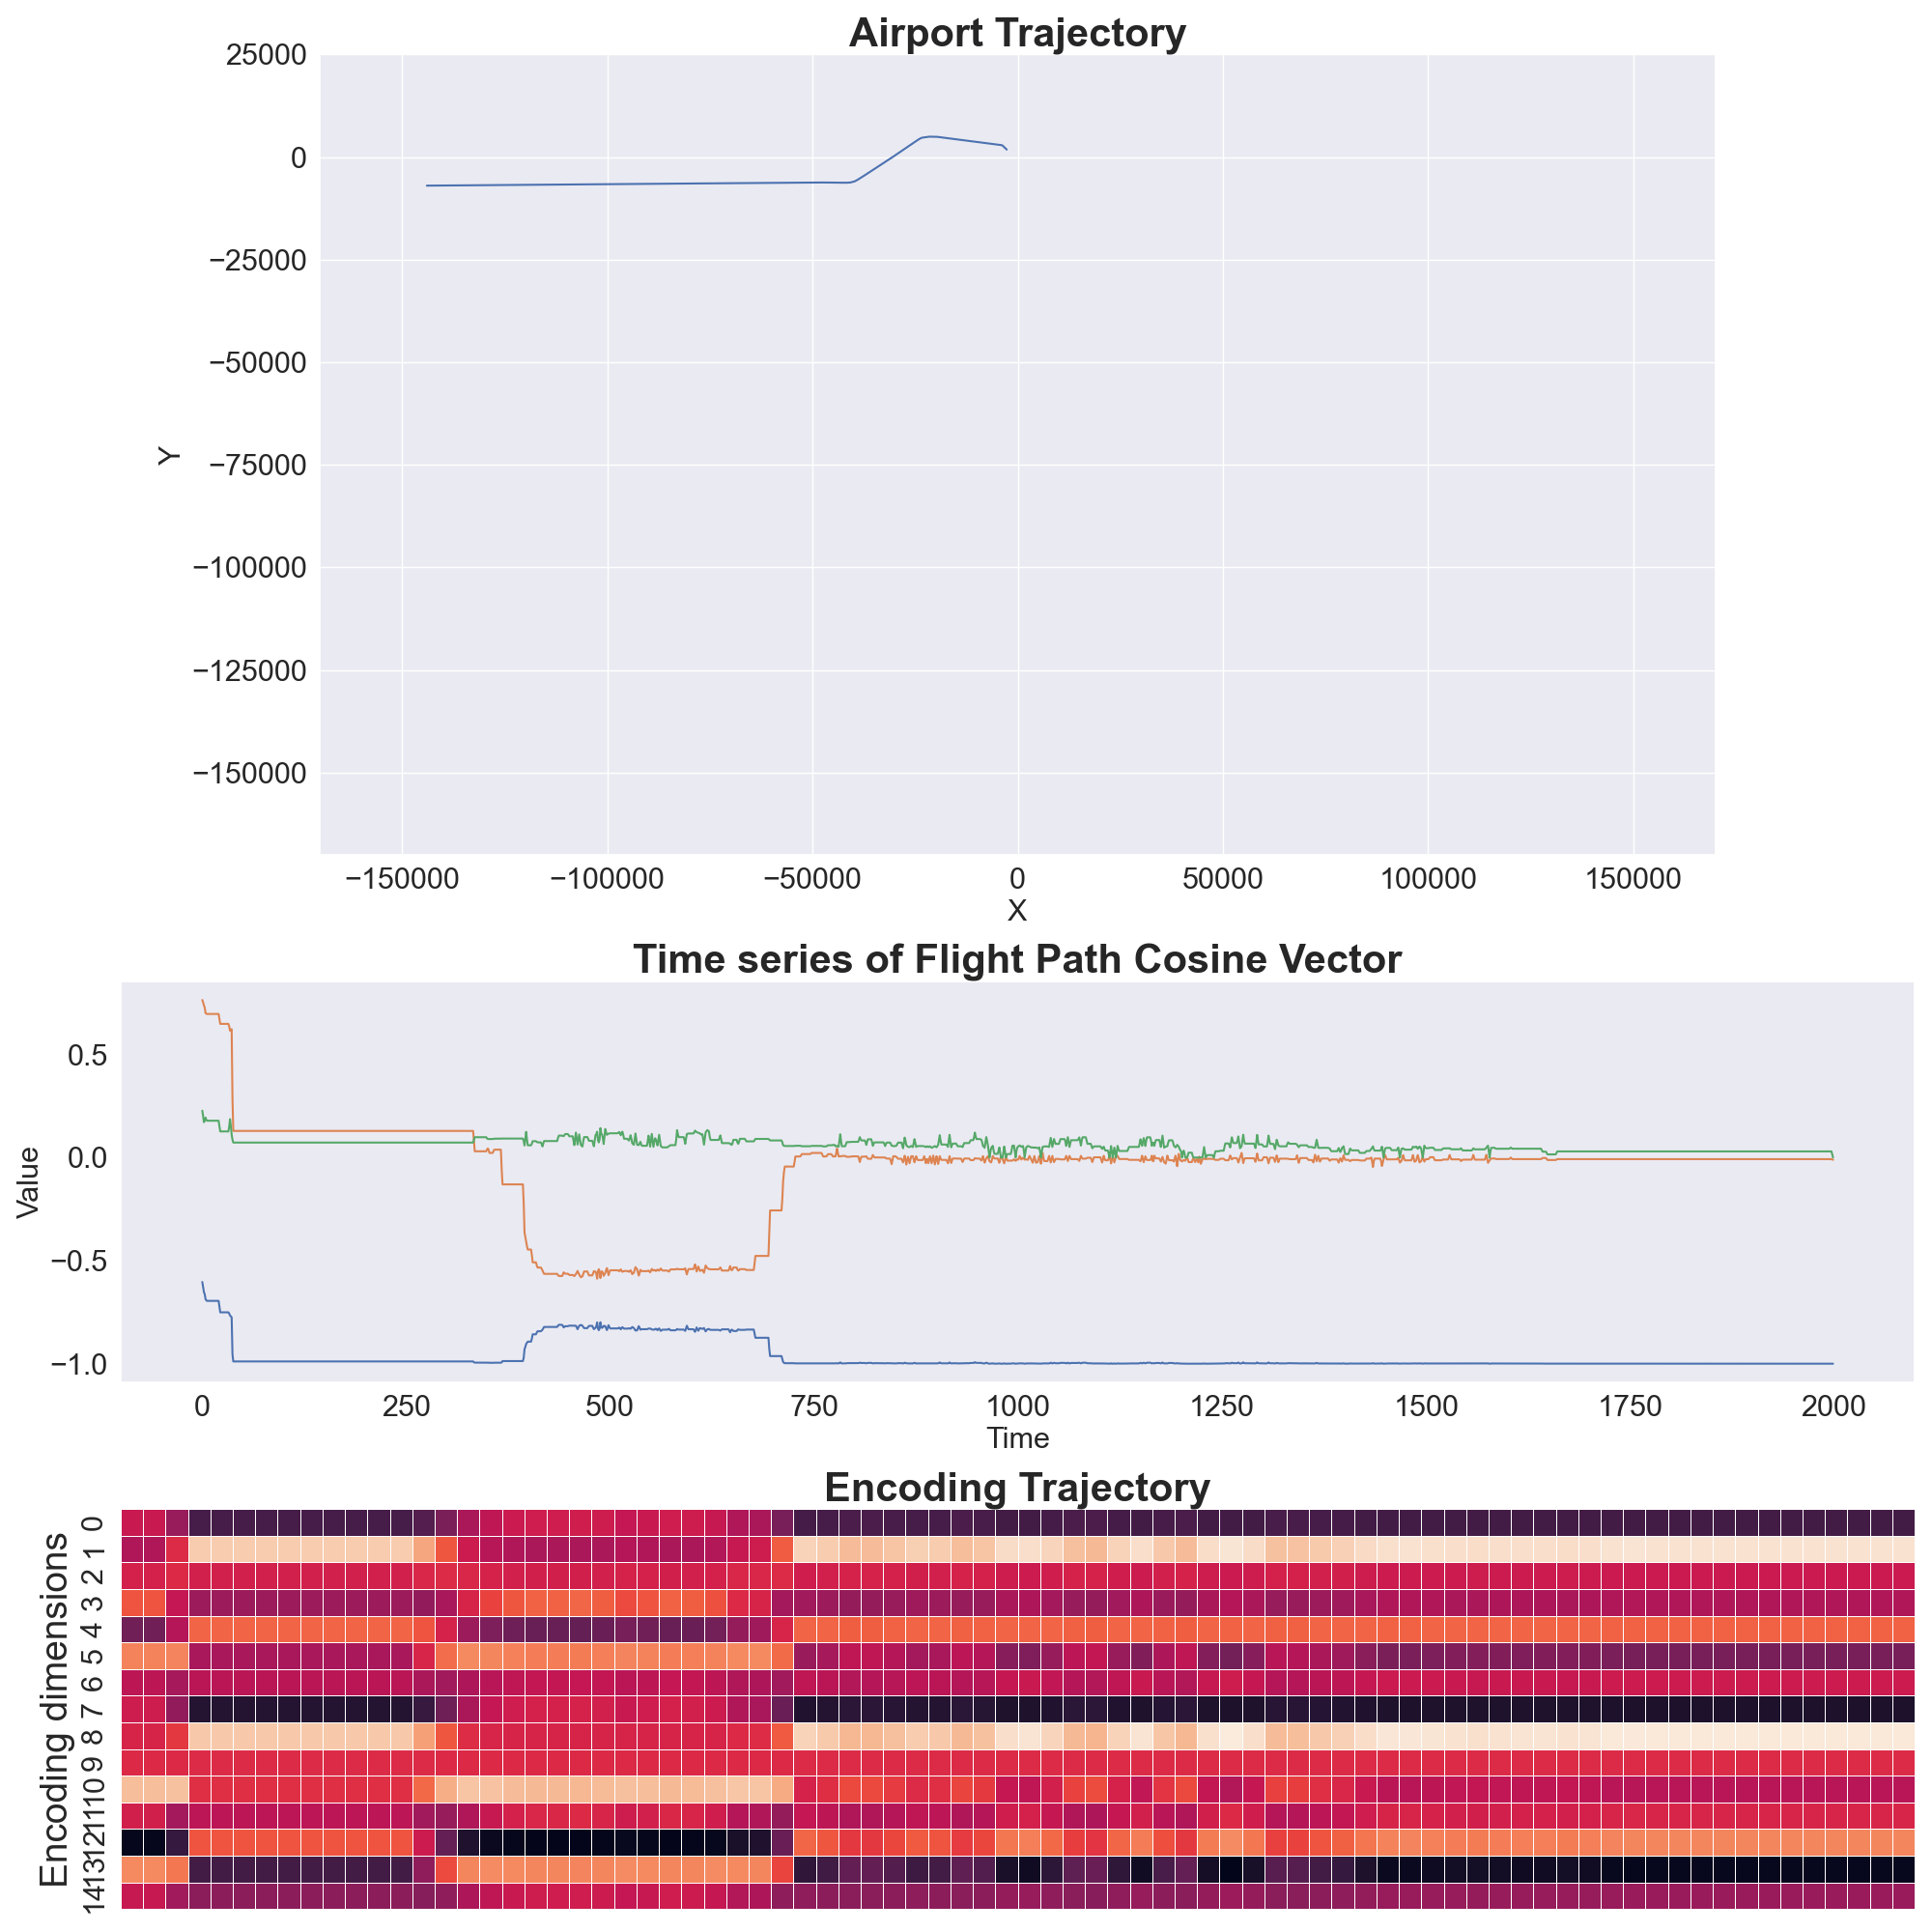 Airport Trajectory
25000
0
−25000
−50000
−75000
−100000
−125000
−150000
Y
−150000 −100000 −50000 0 50000 100000 150000
X
Time series of Flight Path Cosine Vector
0.5
0.0
−0.5
−1.0
Value
0 250 500 750 1000 1250 1500 1750 2000
Time
Encoding Trajectory
Encoding dimensions
0
1
2
3
4
5
6
7
8
9
10
11
12
13
14